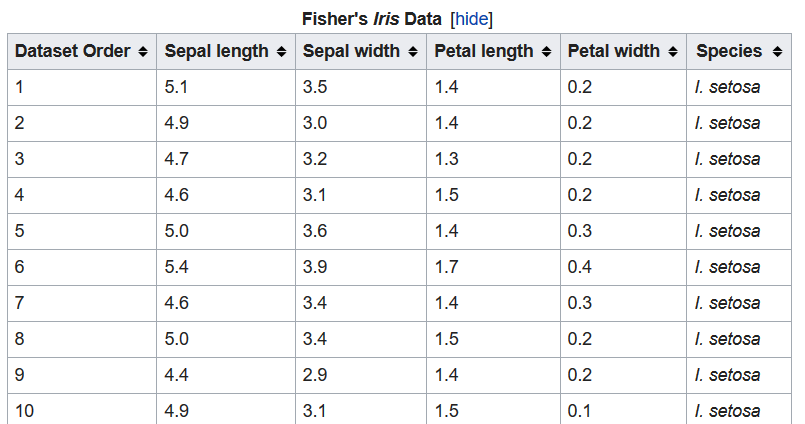 Fisher's Iris Data [hide]
Dataset Order Sepal length Sepal width Petal length Petal width Species
1 5.1 3.5 1.4 0.2 I. setosa
2 4.9 3.0 1.4 0.2 I. setosa
3 4.7 3.2 1.3 0.2 I. setosa
4 4.6 3.1 1.5 0.2 I. setosa
5 5.0 3.6 1.4 0.3 I. setosa
6 5.4 3.9 1.7 0.4 I. setosa
7 4.6 3.4 1.4 0.3 I. setosa
8 5.0 3.4 1.5 0.2 I. setosa
9 4.4 2.9 1.4 0.2 I. setosa
10 4.9 3.1 1.5 0.1 I. setosa